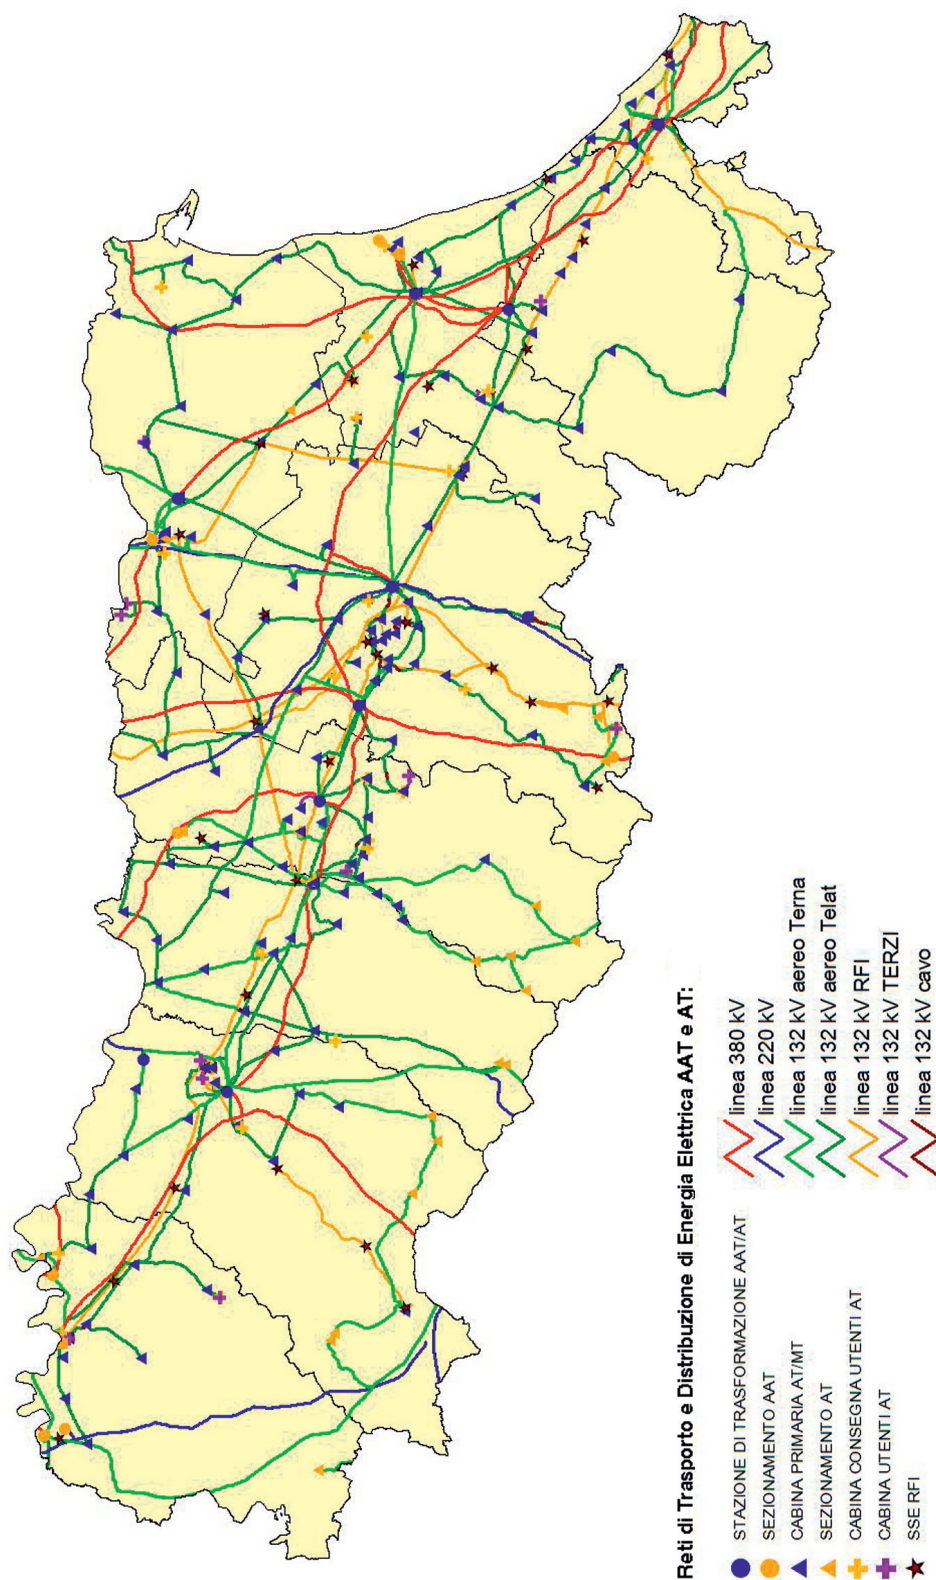 Reti di Trasporto e Distribuzione di Energia Elettrica AAT e AT:
STAZIONE DI TRASFORMAZIONE AAT/AT
SEZIONAMENTO AAT
CABINA PRIMARIA AT/MT
SEZIONAMENTO AT
CABINA CONSEGNA UTENTI AT
CABINA UTENTI AT
SSE RFI
linea 380 kV
linea 220 kV
linea 132 kV aereo Terna
linea 132 kV aereo Telat
linea 132 kV RFI
linea 132 kV TERZI
linea 132 kV cavo